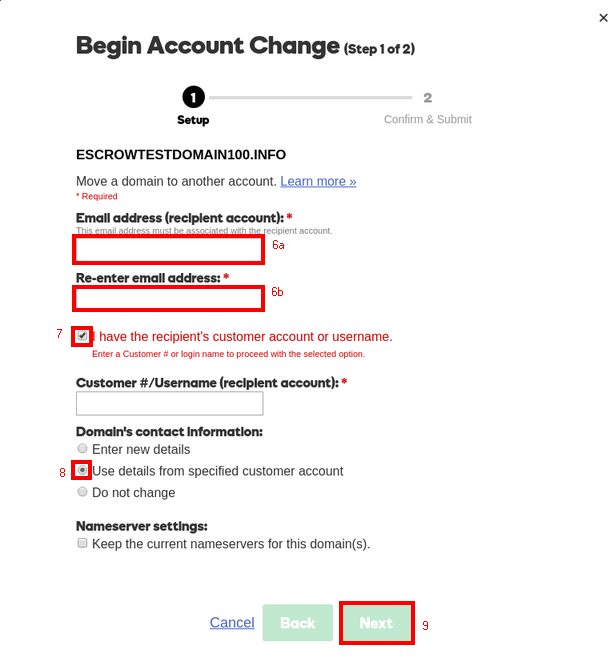 ×
Begin Account Change (Step 1 of 2)
1
2
Setup
Confirm & Submit
ESCROWTESTDOMAIN100.INFO
Move a domain to another account. Learn more »
* Required
Email address (recipient account): *
This email address must be associated with the recipient account.
6a
Re-enter email address: *
6b
7
I have the recipient's customer account or username.
Enter a Customer # or login name to proceed with the selected option.
Customer #/Username (recipient account): *
Domain's contact information:
Enter new details
8
Use details from specified customer account
Do not change
Nameserver settings:
Keep the current nameservers for this domain(s).
Cancel
Back
Next
9